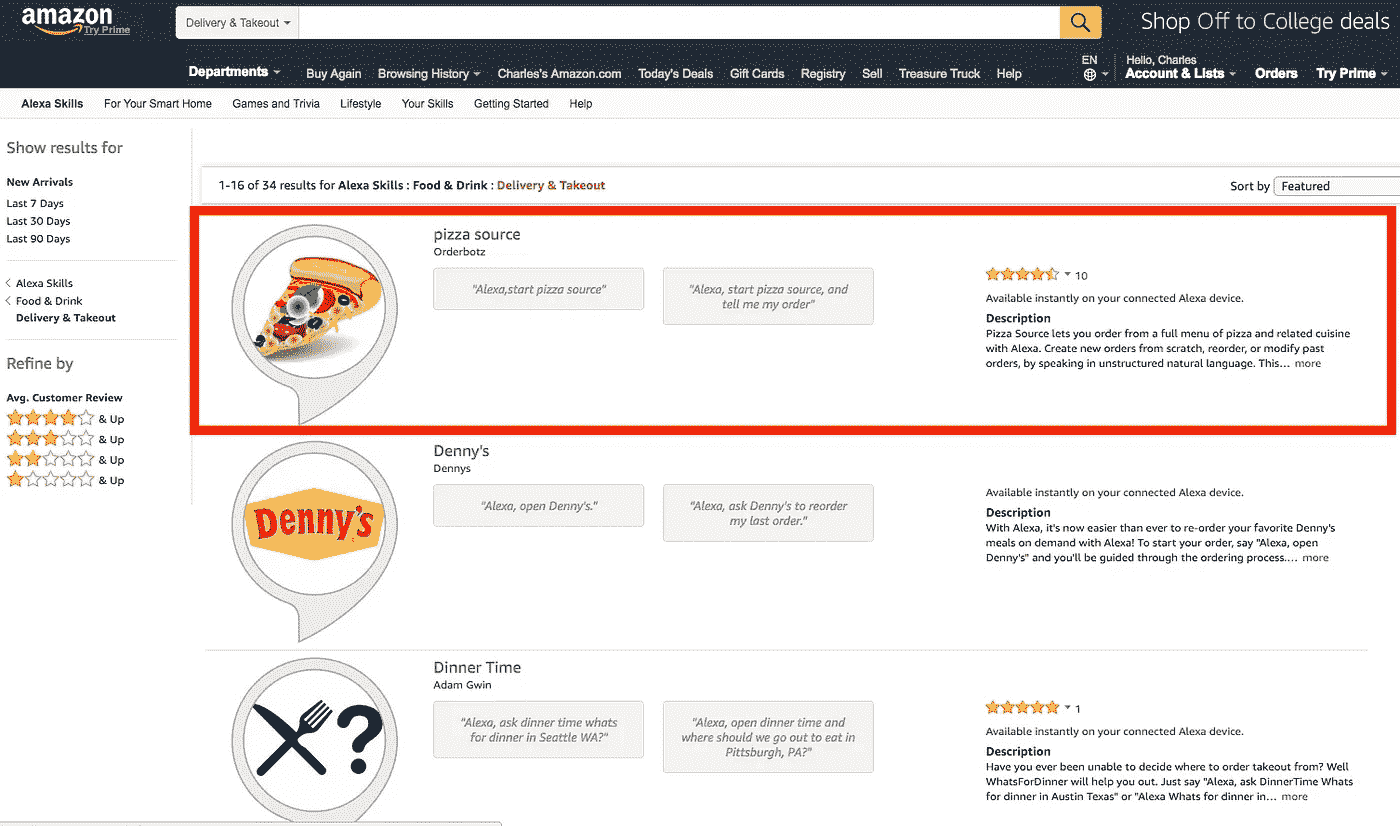 amazon
Try Prime
Delivery & Takeout
Shop Off to College deals
Departments
Buy Again
Browsing History
Charles's Amazon.com
Today's Deals
Gift Cards
Registry
Sell
Treasure Truck
Help
EN
Hello, Charles
Account & Lists
Orders
Try Prime
Alexa Skills
For Your Smart Home
Games and Trivia
Lifestyle
Your Skills
Getting Started
Help
Show results for
New Arrivals
Last 7 Days
Last 30 Days
Last 90 Days
Alexa Skills
Food & Drink
Delivery & Takeout
Refine by
Avg. Customer Review
& Up
& Up
& Up
& Up
1-16 of 34 results for Alexa Skills : Food & Drink : Delivery & Takeout
Sort by
Featured
pizza source
Orderbotz
"Alexa,start pizza source"
"Alexa, start pizza source, and
tell me my order"
10
Available instantly on your connected Alexa device.
Description
Pizza Source lets you order from a full menu of pizza and related cuisine
with Alexa. Create new orders from scratch, reorder, or modify past
orders, by speaking in unstructured natural language. This... more
Denny's
Denny's
Dennys
"Alexa, open Denny's."
"Alexa, ask Denny's to reorder
my last order."
Available instantly on your connected Alexa device.
Description
With Alexa, it's now easier than ever to re-order your favorite Denny's
meals on demand with Alexa! To start your order, say "Alexa, open
Denny's" and you'll be guided through the ordering process.... more
?
Dinner Time
Adam Gwin
"Alexa, ask dinner time whats
for dinner in Seattle WA?"
"Alexa, open dinner time and
where should we go out to eat in
Pittsburgh, PA?"
1
Available instantly on your connected Alexa device.
Description
Have you ever been unable to decide where to order takeout from? Well
WhatsForDinner will help you out. Just say "Alexa, ask DinnerTime Whats
for dinner in Austin Texas" or "Alexa Whats for dinner in... more